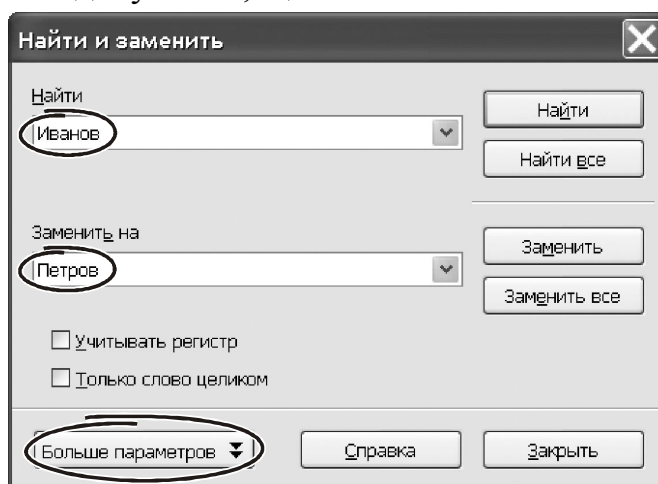 Найти и заменить
Найти
Иванов
Найти
Найти все
Заменить на
Петров
Заменить
Заменить все
Учитывать регистр
Только слово целиком
Больше параметров
Справка
Закрыть